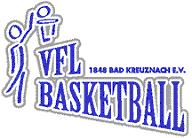 VFL
1848 BAD KREUZNACH E.V.
BASKETBALL